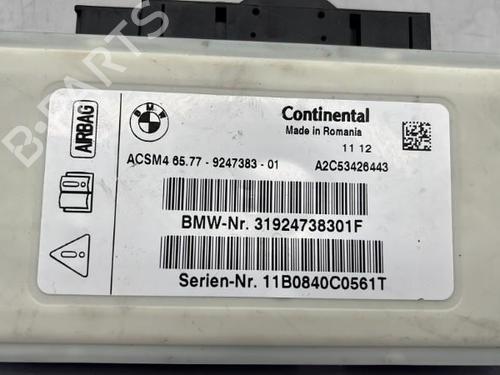 B-PARTS
AIRBAG
BMW
Continental
Made in Romania
11 12
ACSM4 65.77 - 9247383 - 01 A2C53426443
BMW-Nr. 31924738301F
Serien-Nr. 11B0840C0561T